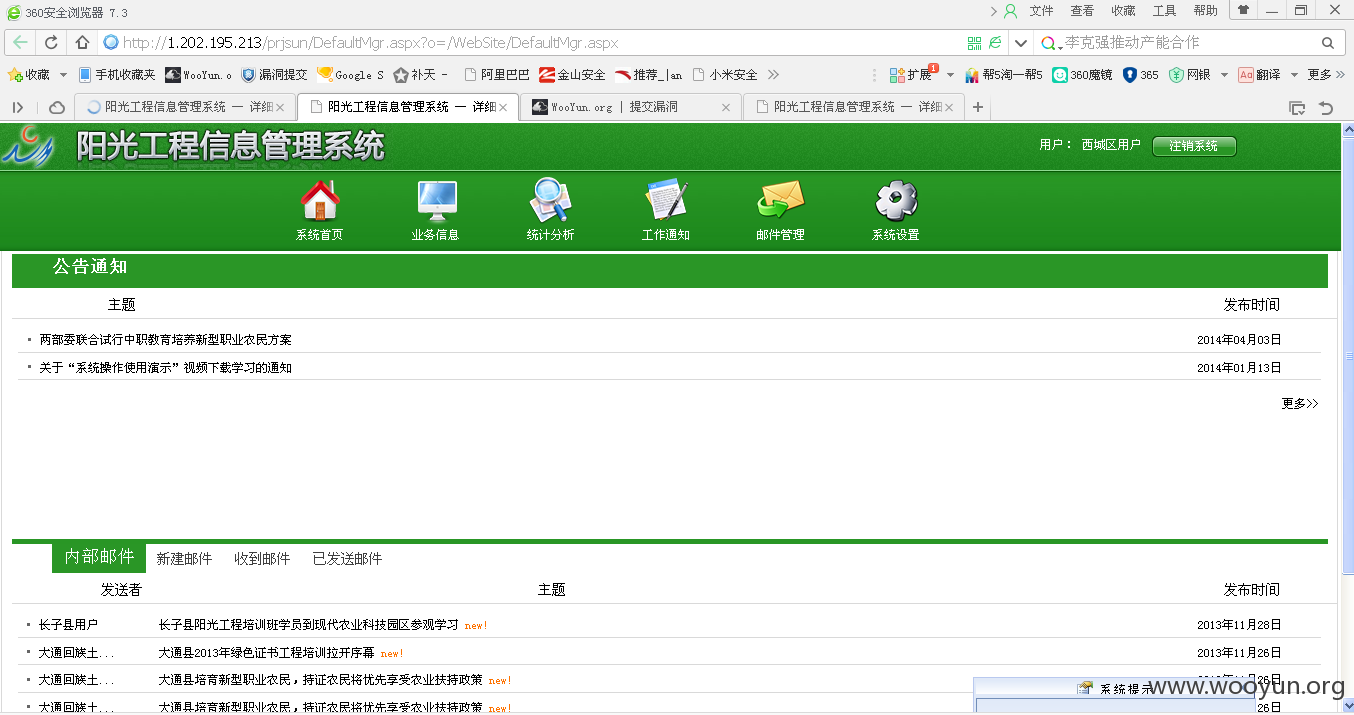 360安全浏览器 7.3 文件 查看 收藏 工具 帮助
http://1.202.195.213/prjsun/DefaultMgr.aspx?o=/WebSite/DefaultMgr.aspx 李克强推动产能合作
收藏 手机收藏夹 WooYun.o 漏洞提交 Google S 补天 - 阿里巴巴 金山安全 推荐_|an 小米安全 扩展 1 帮5淘一帮5 360魔镜 365 网银 Aa 翻译 更多
阳光工程信息管理系统 — 详细 阳光工程信息管理系统 — 详细 WooYun.org | 提交漏洞 阳光工程信息管理系统 — 详细
阳光工程信息管理系统 用户: 西城区用户 注销系统
系统首页 业务信息 统计分析 工作通知 邮件管理 系统设置
公告通知
主题 发布时间
两部委联合试行中职教育培养新型职业农民方案 2014年04月03日
关于“系统操作使用演示”视频下载学习的通知 2014年01月13日
更多>>
内部邮件 新建邮件 收到邮件 已发送邮件
发送者 主题 发布时间
长子县用户 长子县阳光工程培训班学员到现代农业科技园区参观学习 new! 2013年11月28日
大通回族土... 大通县2013年绿色证书工程培训拉开序幕 new! 2013年11月26日
大通回族土... 大通县培育新型职业农民，持证农民将优先享受农业扶持政策 new! 26日
系统提示 www.wooyun.org
大通回族土... 大通县培育新型职业农民，持证农民将优先享受农业扶持政策 new! 26日